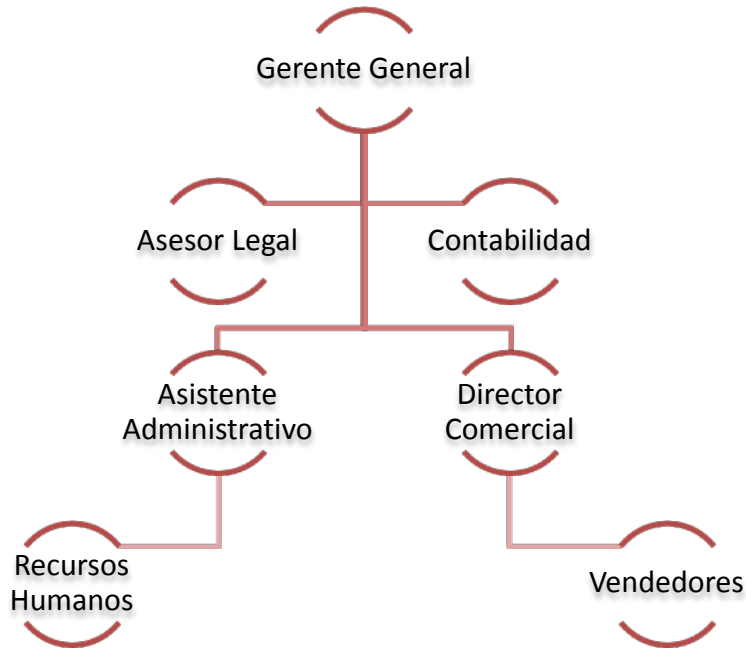 Gerente General
Asesor Legal
Contabilidad
Asistente
Administrativo
Director
Comercial
Recursos
Humanos
Vendedores